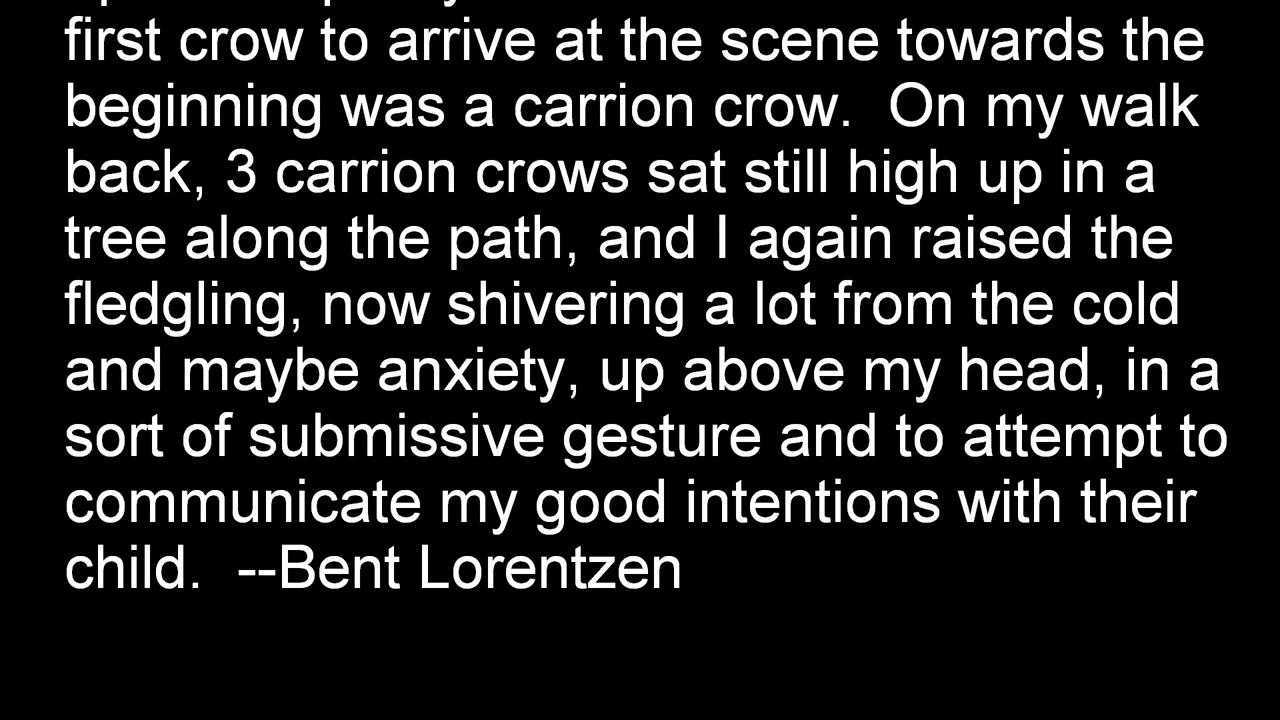 first crow to arrive at the scene towards the
beginning was a carrion crow.  On my walk
back, 3 carrion crows sat still high up in a
tree along the path, and I again raised the
fledgling, now shivering a lot from the cold
and maybe anxiety, up above my head, in a
sort of submissive gesture and to attempt to
communicate my good intentions with their
child.  --Bent Lorentzen